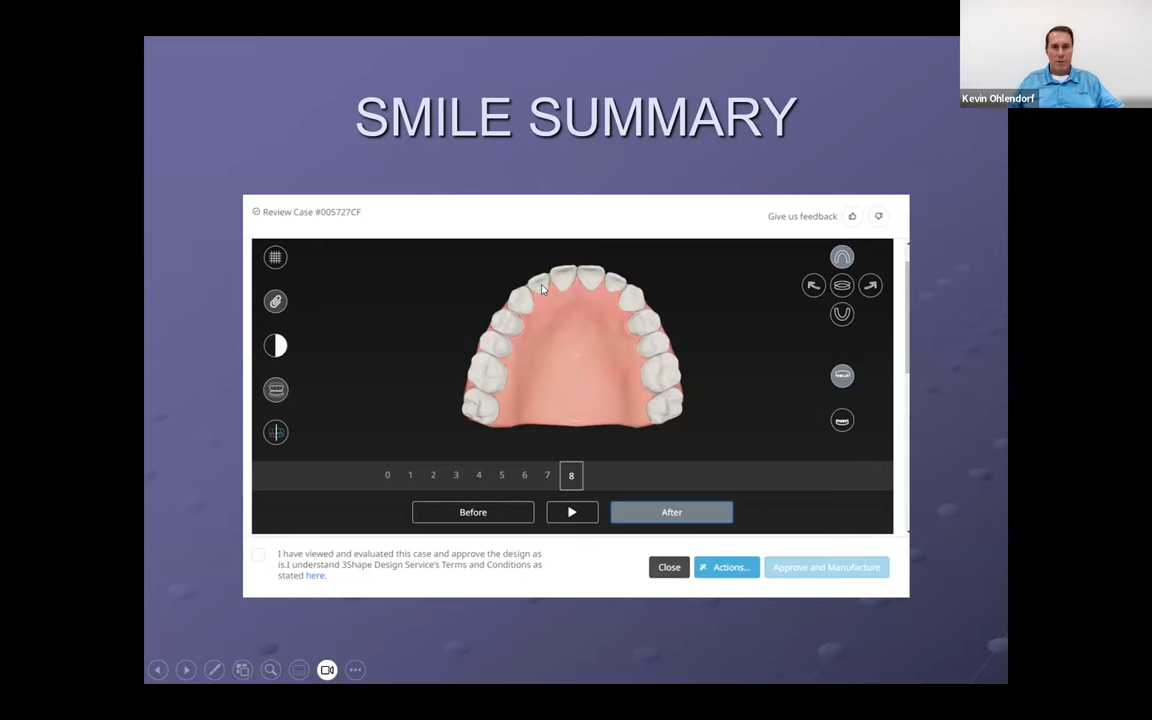 Kevin Ohlendorf
SMILE SUMMARY
Review Case #005727CF
Give us feedback
0 1 2 3 4 5 6 7 8
Before
After
I have viewed and evaluated this case and approve the design as
is.I understand 3Shape Design Service's Terms and Conditions as
stated here.
Close
Actions...
Approve and Manufacture